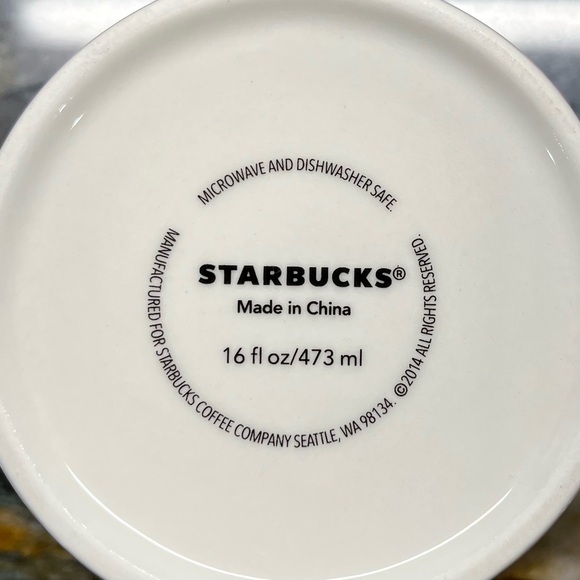 MICROWAVE AND DISHWASHER SAFE.
STARBUCKS®
Made in China
16 fl oz/473 ml
MANUFACTURED FOR STARBUCKS COFFEE COMPANY SEATTLE, WA 98134. ©2014 ALL RIGHTS RESERVED.